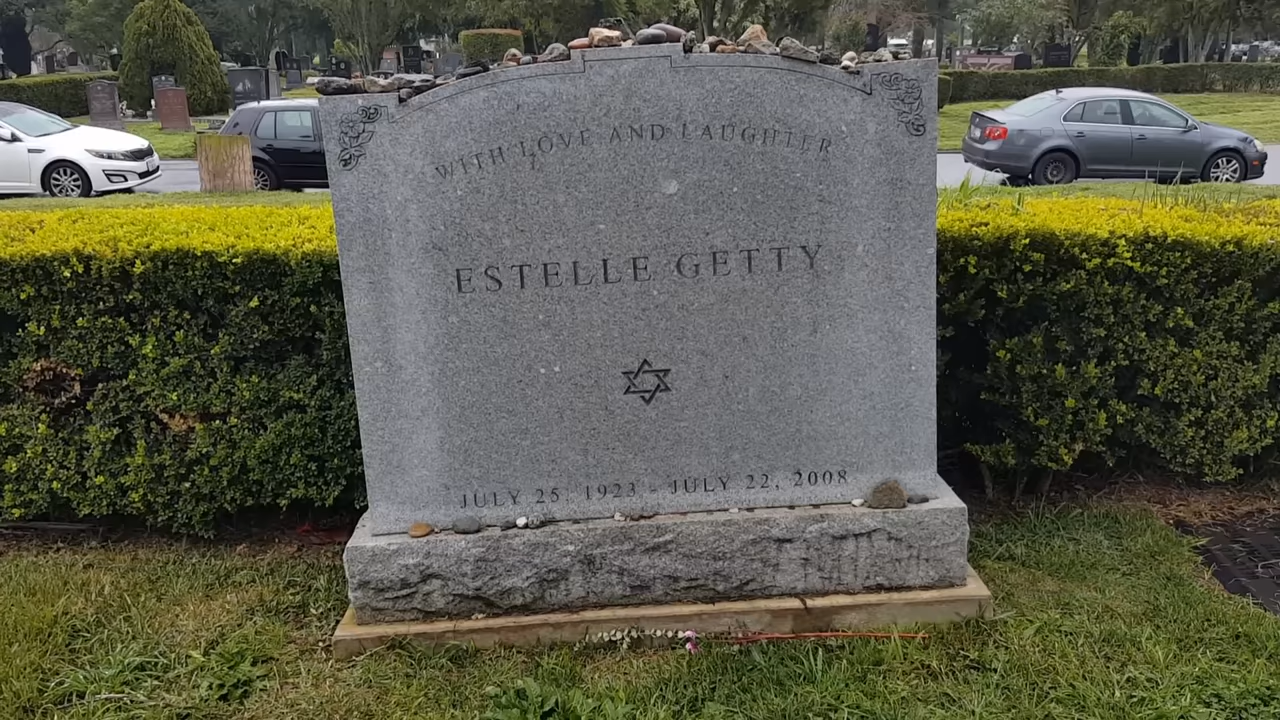 WITH LOVE AND LAUGHTER
ESTELLE GETTY
JULY 25, 1923 - JULY 22, 2008